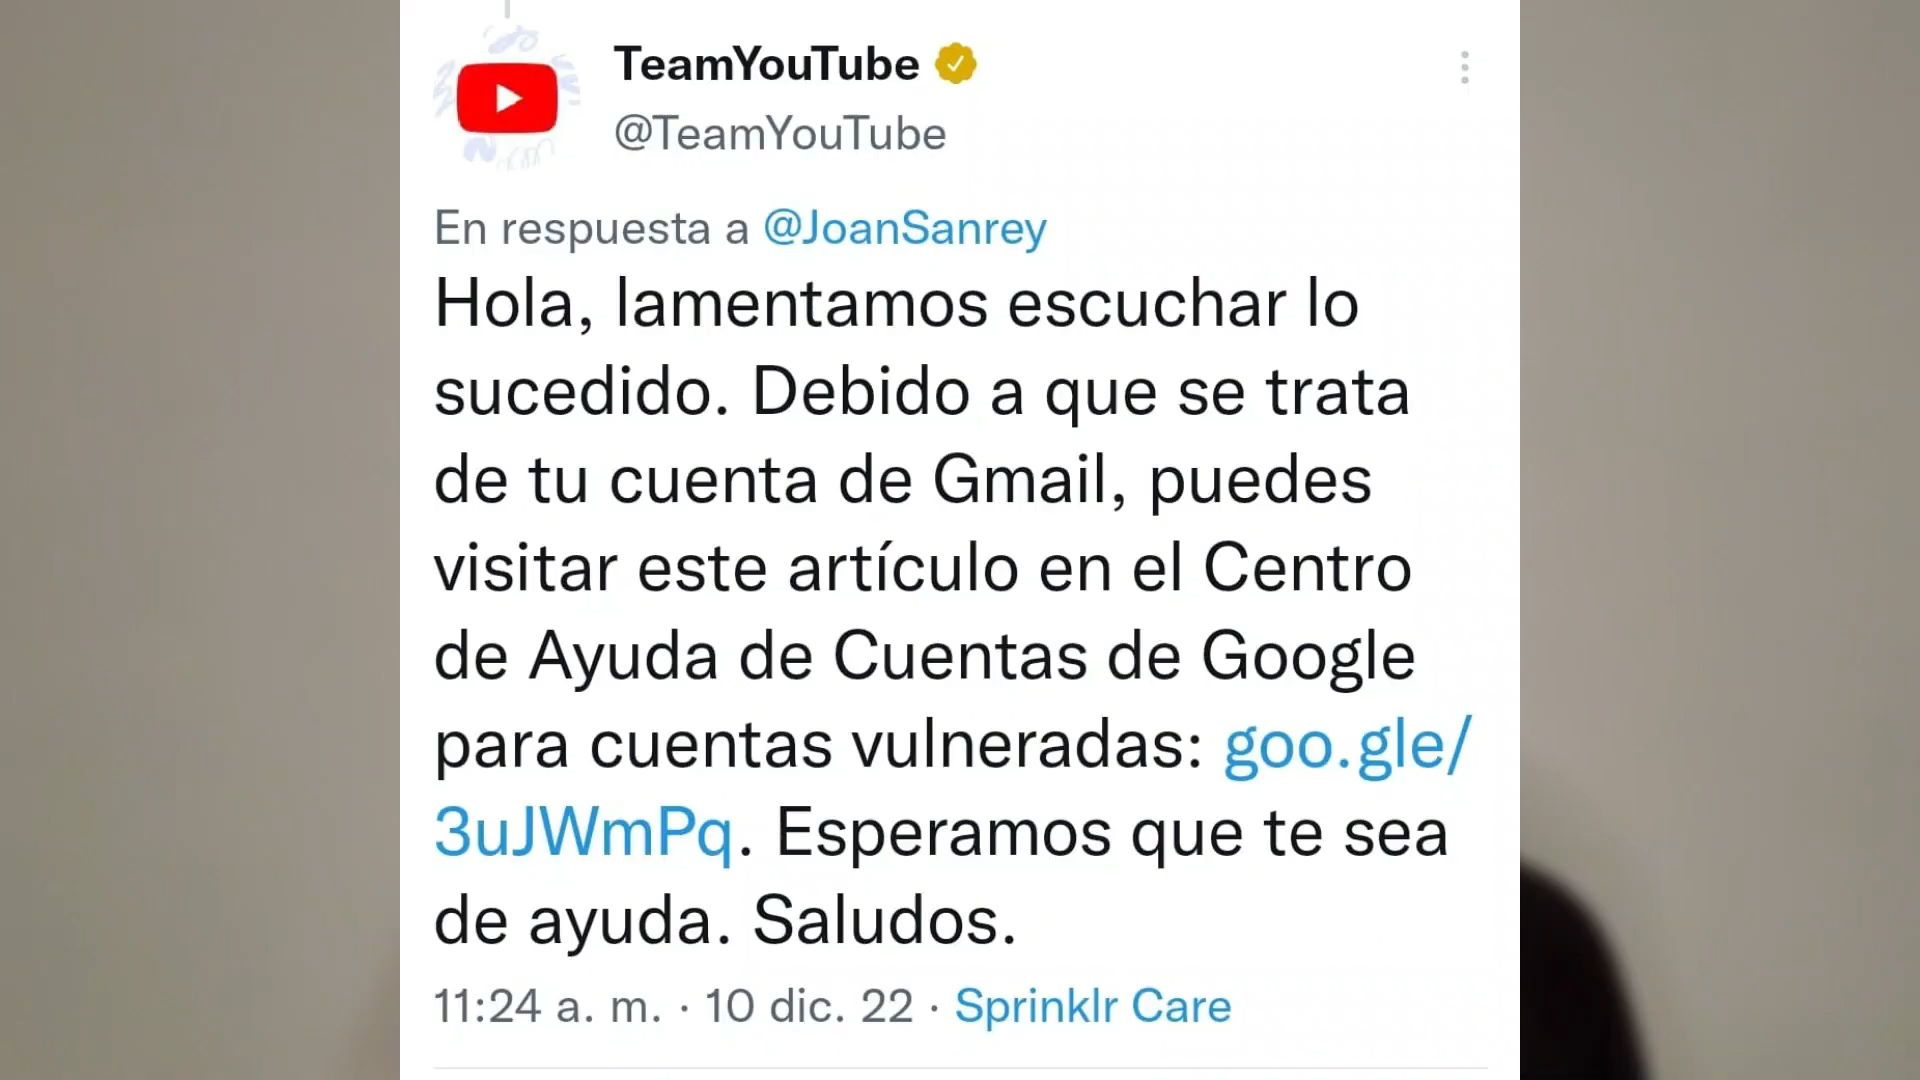 TeamYouTube
@TeamYouTube
En respuesta a @JoanSanrey
Hola, lamentamos escuchar lo
sucedido. Debido a que se trata
de tu cuenta de Gmail, puedes
visitar este artículo en el Centro
de Ayuda de Cuentas de Google
para cuentas vulneradas: goo.gle/
3uJWmPq. Esperamos que te sea
de ayuda. Saludos.
11:24 a. m. · 10 dic. 22 · Sprinklr Care